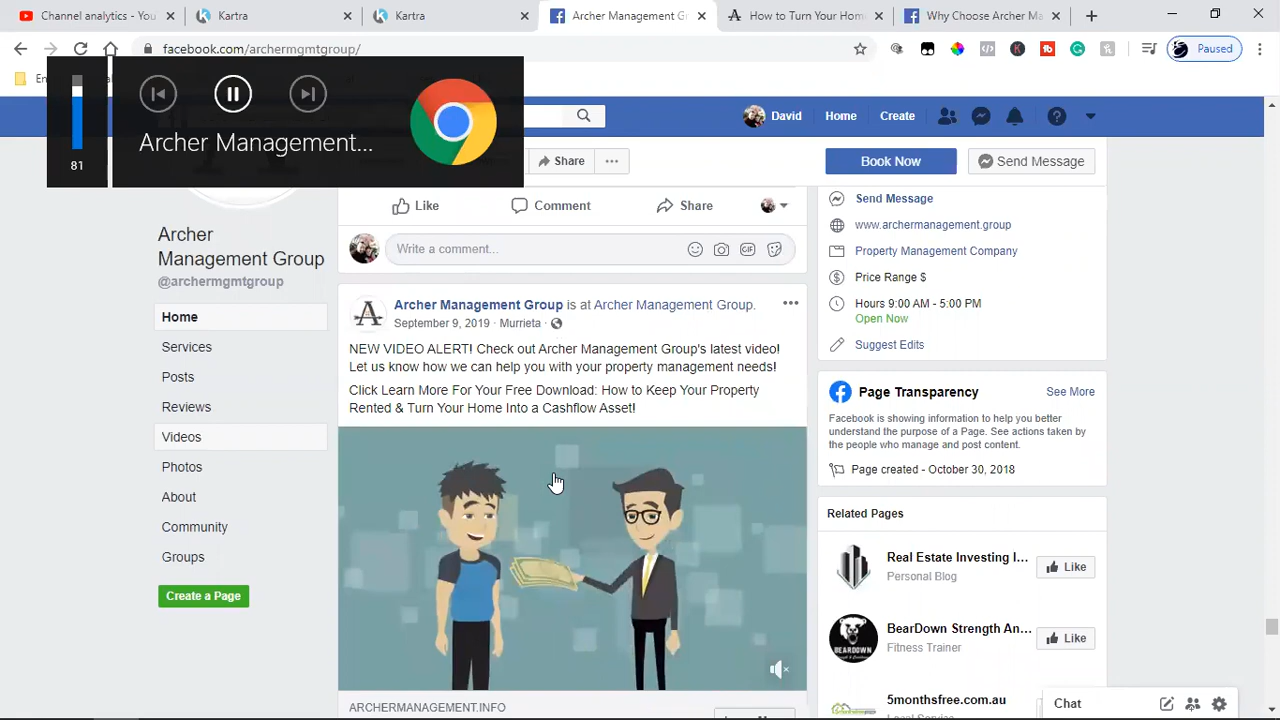 Channel analytics - You
Kartra
Kartra
Archer Management G
How to Turn Your Hom
Why Choose Archer M
facebook.com/archermgmtgroup/
Paused
Archer Management...
81
David
Home
Create
Share
Book Now
Send Message
Like
Comment
Share
Write a comment...
Archer
Management Group
@archermgmtgroup
Home
Services
Posts
Reviews
Videos
Photos
About
Community
Groups
Create a Page
Archer Management Group is at Archer Management Group.
September 9, 2019 · Murrieta ·
NEW VIDEO ALERT! Check out Archer Management Group's latest video!
Let us know how we can help you with your property management needs!
Click Learn More For Your Free Download: How to Keep Your Property
Rented & Turn Your Home Into a Cashflow Asset!
ARCHERMANAGEMENT.INFO
Send Message
www.archermanagement.group
Property Management Company
Price Range $
Hours 9:00 AM - 5:00 PM
Open Now
Suggest Edits
Page Transparency
See More
Facebook is showing information to help you better
understand the purpose of a Page. See actions taken by
the people who manage and post content.
Page created - October 30, 2018
Related Pages
Real Estate Investing I...
Personal Blog
Like
BearDown Strength An...
Fitness Trainer
Like
5monthsfree.com.au
Chat